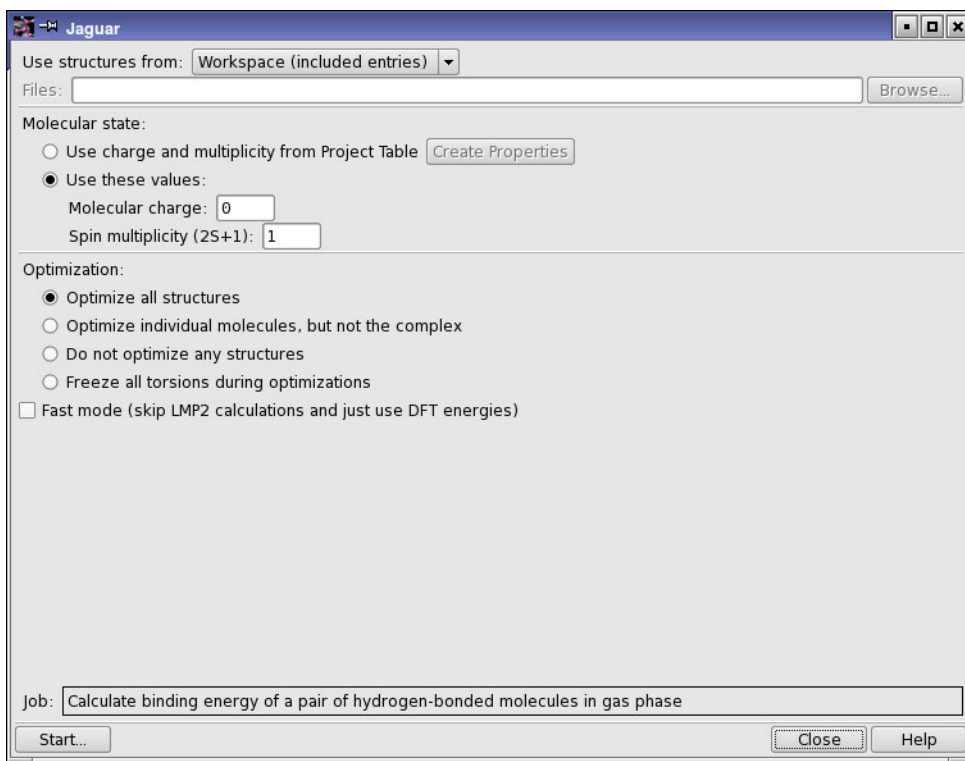 Jaguar
Use structures from: Workspace (included entries)
Files: Browse...
Molecular state:
Use charge and multiplicity from Project Table Create Properties
Use these values:
Molecular charge: 0
Spin multiplicity (2S+1): 1
Optimization:
Optimize all structures
Optimize individual molecules, but not the complex
Do not optimize any structures
Freeze all torsions during optimizations
Fast mode (skip LMP2 calculations and just use DFT energies)
Job: Calculate binding energy of a pair of hydrogen-bonded molecules in gas phase
Start... Close Help